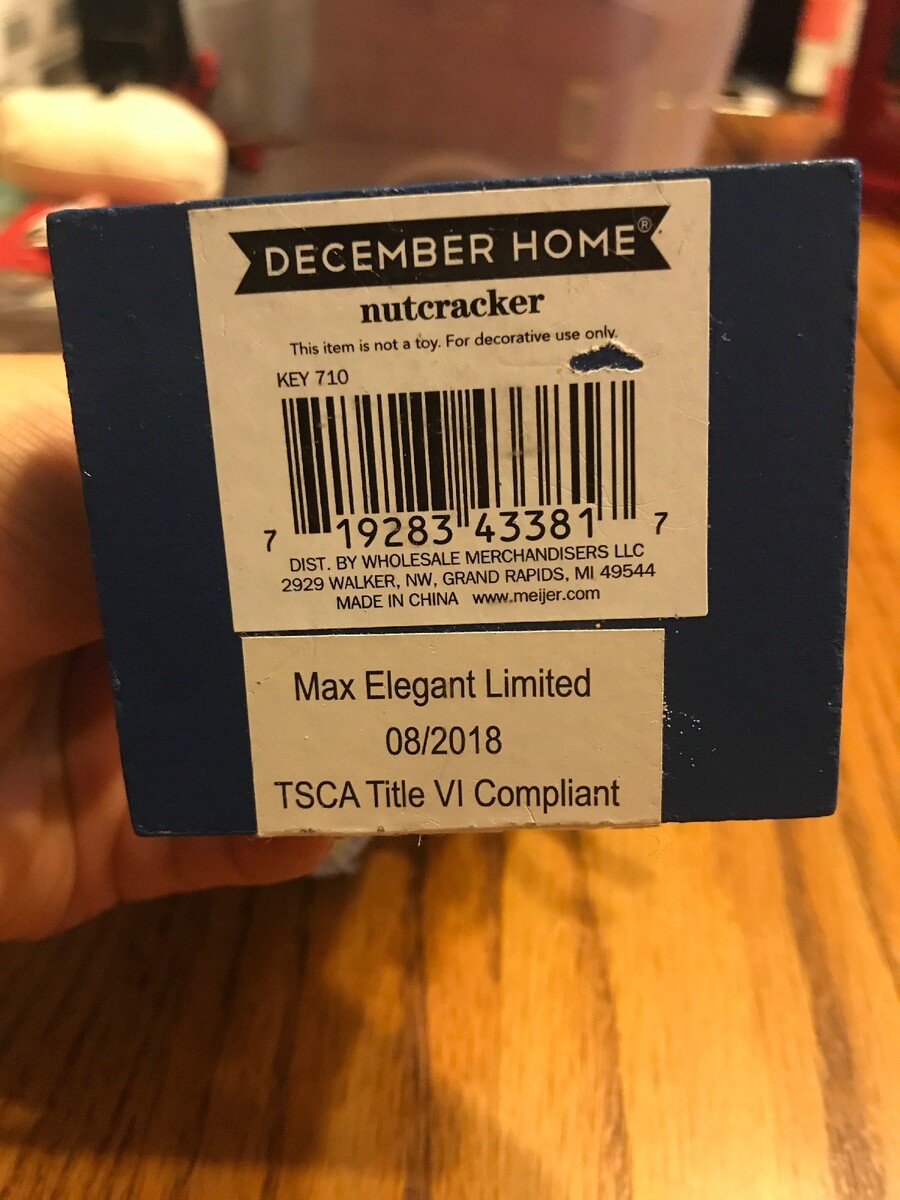 DECEMBER HOME®
nutcracker
This item is not a toy. For decorative use only.
KEY 710
7 19283 43381 7
DIST. BY WHOLESALE MERCHANDISERS LLC
2929 WALKER, NW, GRAND RAPIDS, MI 49544
MADE IN CHINA www.meijer.com
Max Elegant Limited
08/2018
TSCA Title VI Compliant